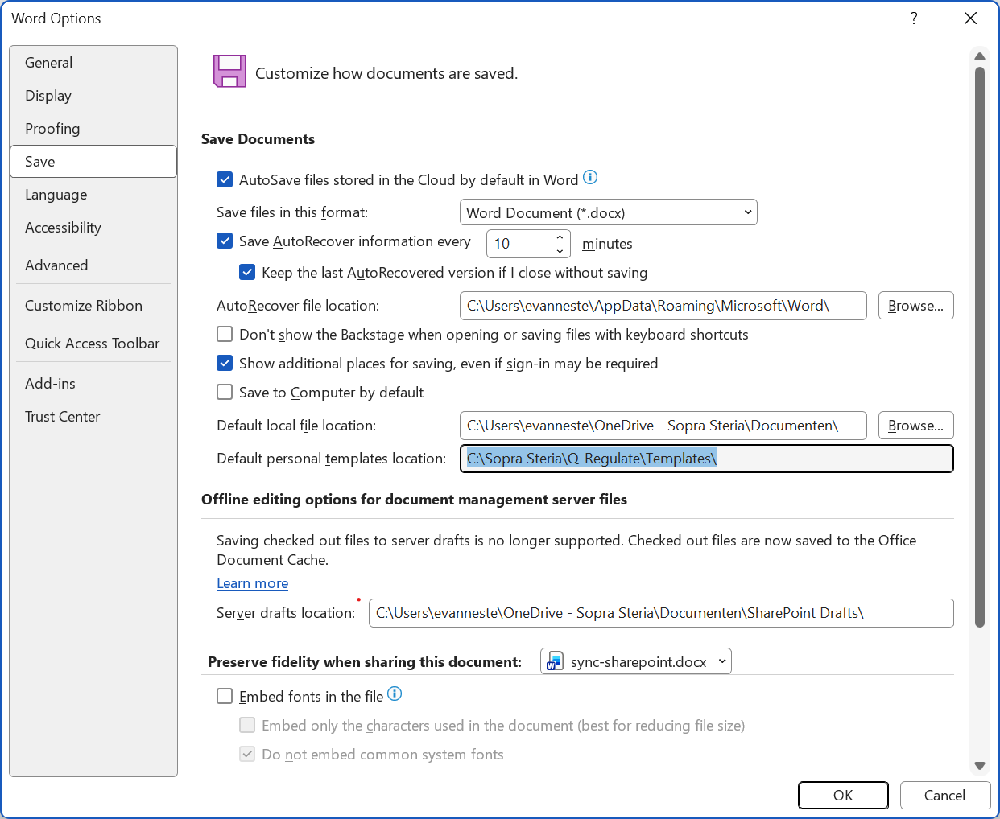 Word Options
?
General
Display
Proofing
Save
Language
Accessibility
Advanced
Customize Ribbon
Quick Access Toolbar
Add-ins
Trust Center
Customize how documents are saved.
Save Documents
AutoSave files stored in the Cloud by default in Word
Save files in this format: Word Document (*.docx)
Save AutoRecover information every 10 minutes
Keep the last AutoRecovered version if I close without saving
AutoRecover file location: C:\Users\evanneste\AppData\Roaming\Microsoft\Word\ Browse...
Don't show the Backstage when opening or saving files with keyboard shortcuts
Show additional places for saving, even if sign-in may be required
Save to Computer by default
Default local file location: C:\Users\evanneste\OneDrive - Sopra Steria\Documenten\ Browse...
Default personal templates location: C:\Sopra Steria\Q-Regulate\Templates\
Offline editing options for document management server files
Saving checked out files to server drafts is no longer supported. Checked out files are now saved to the Office
Document Cache.
Learn more
Server drafts location: C:\Users\evanneste\OneDrive - Sopra Steria\Documenten\SharePoint Drafts\
Preserve fidelity when sharing this document: sync-sharepoint.docx
Embed fonts in the file
Embed only the characters used in the document (best for reducing file size)
Do not embed common system fonts
OK Cancel